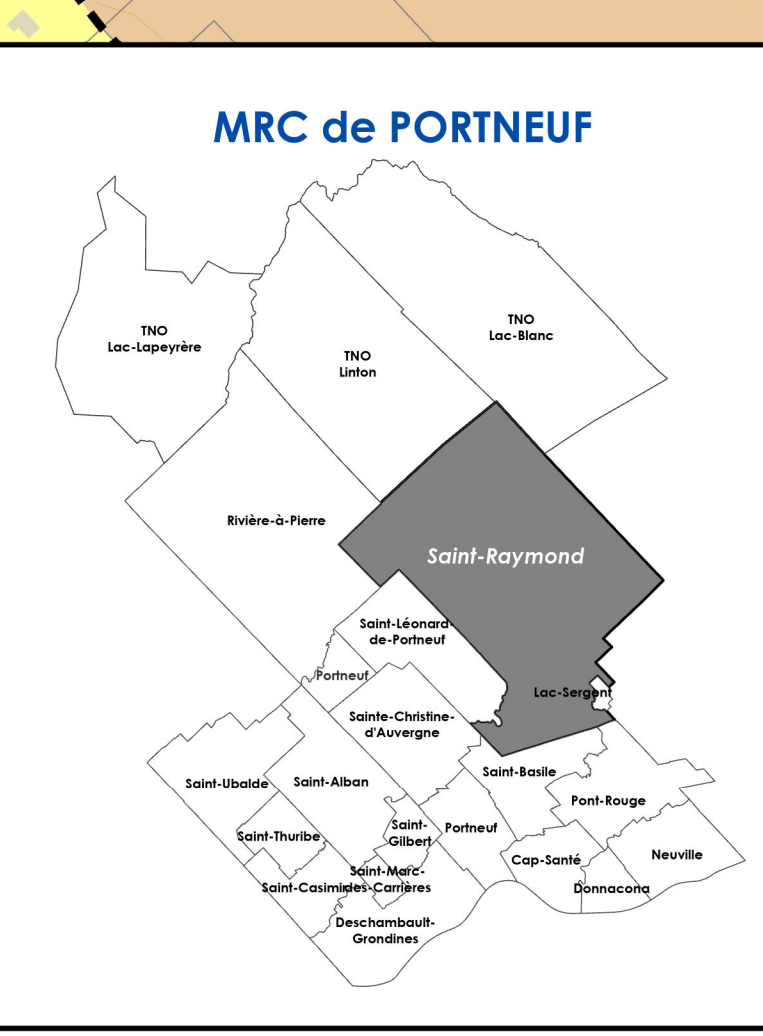 MRC de PORTNEUF
TNO
Lac-Lapeyrère
TNO
Linton
TNO
Lac-Blanc
Rivière-à-Pierre
Saint-Raymond
Saint-Léonard-
de-Portneuf
Portneuf
Lac-Sergent
Sainte-Christine-
d'Auvergne
Saint-Basile
Saint-Ubalde
Saint-Alban
Pont-Rouge
Saint-Thuribe
Saint-
Gilbert
Portneuf
Cap-Santé
Neuville
Saint-Marc-
des-Carrières
Saint-Casimir
Donnacona
Deschambault-
Grondines